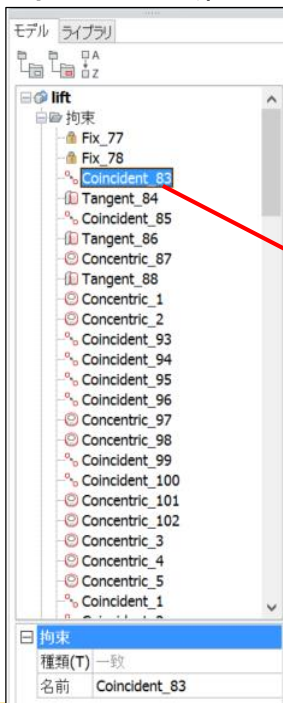 モデル ライブラリ
A
Z
lift
拘束
Fix_77
Fix_78
Coincident_83
Tangent_84
Coincident_85
Tangent_86
Concentric_87
Tangent_88
Concentric_1
Concentric_2
Coincident_93
Coincident_94
Coincident_95
Coincident_96
Concentric_97
Concentric_98
Coincident_99
Coincident_100
Concentric_101
Concentric_102
Concentric_3
Concentric_4
Concentric_5
Coincident_1
拘束
種類(T) 一致
名前 Coincident_83